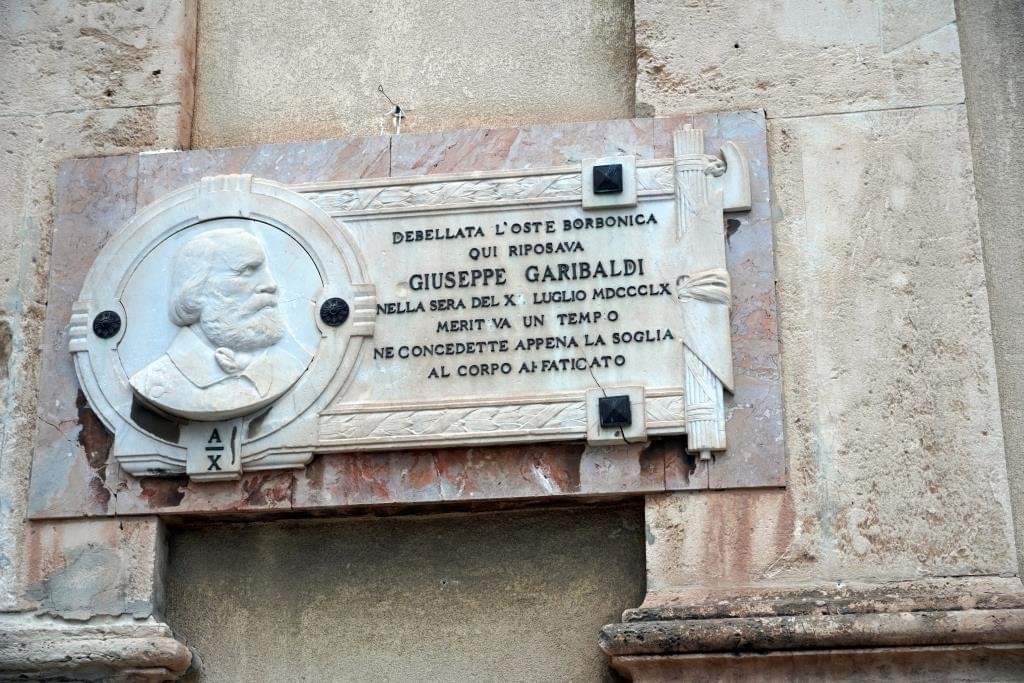 DEBELLATA L'OSTE BORBONICA
QUI RIPOSAVA
GIUSEPPE GARIBALDI
NELLA SERA DEL LUGLIO MDCCCLX
MERIT VA UN TEMPO
NE CONCEDETTE APPENA LA SOGLIA
AL CORPO AFFATICATO
A
X